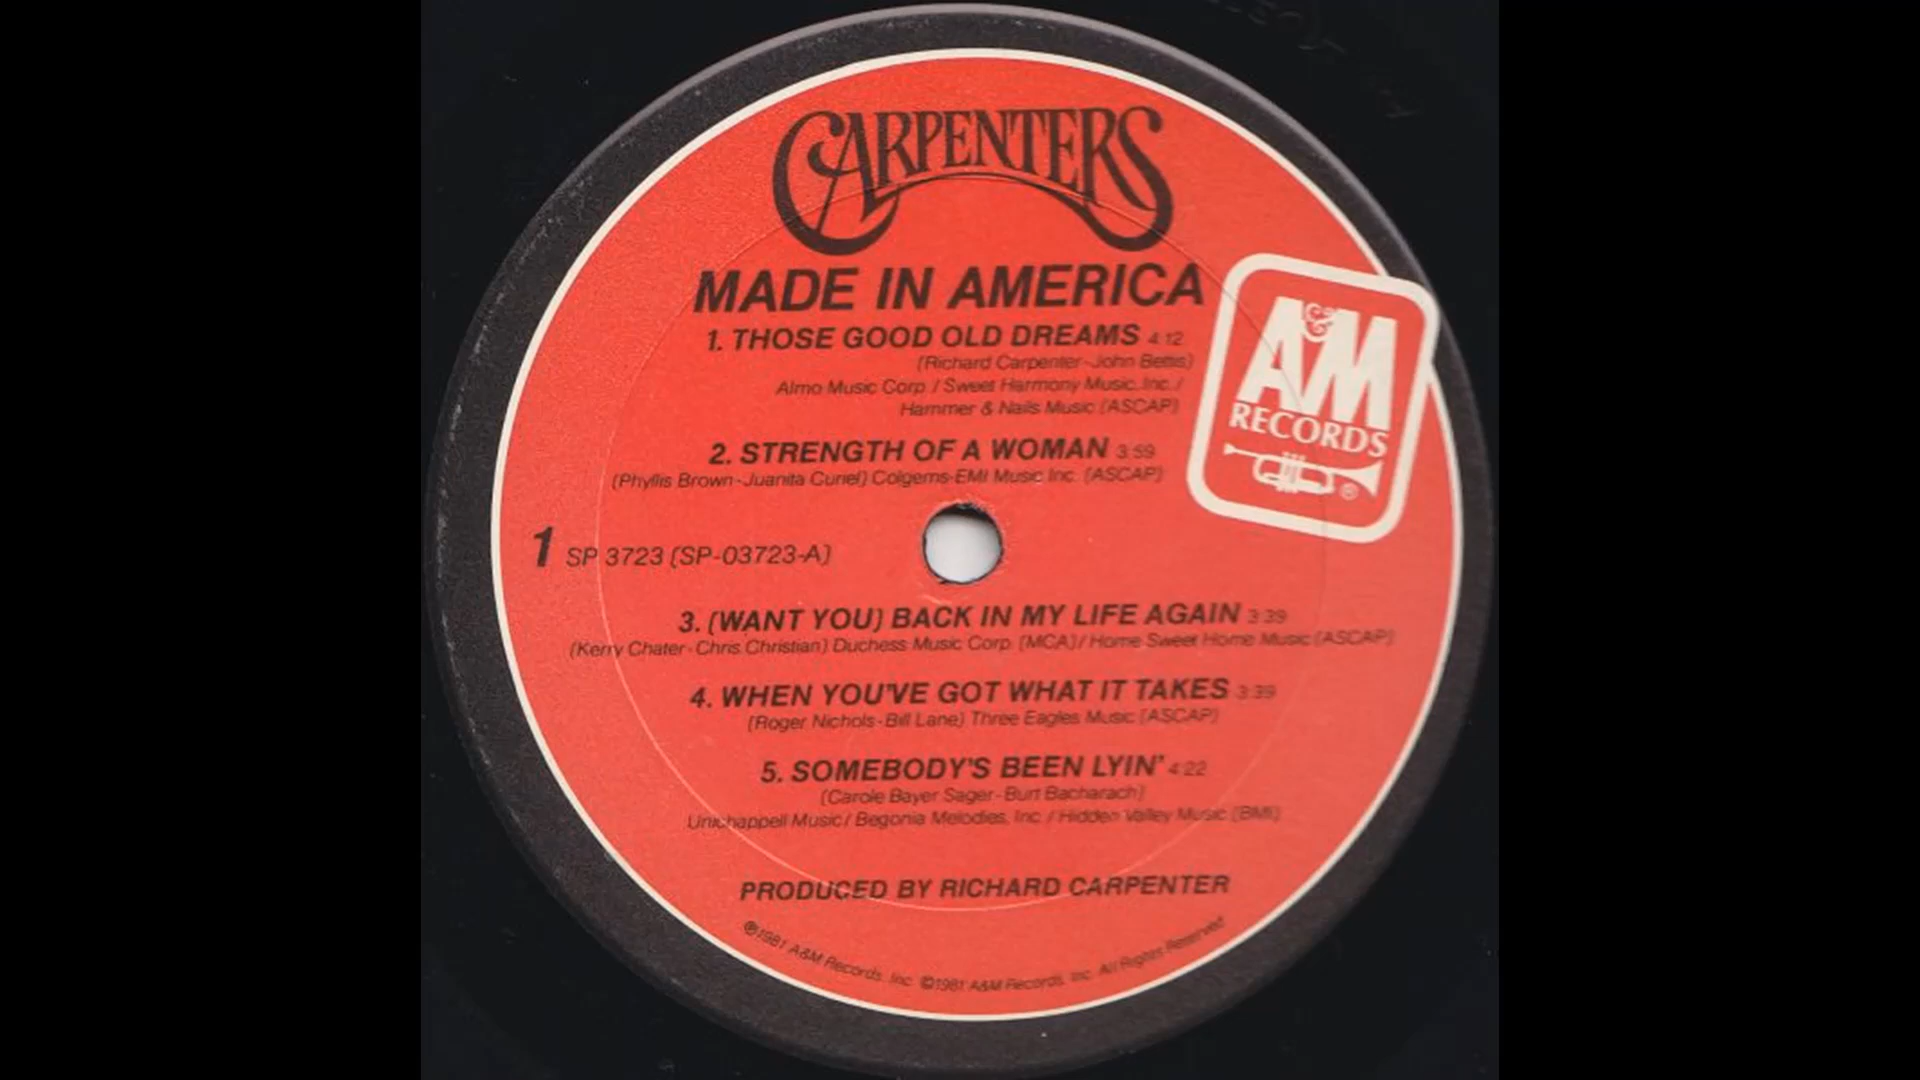 CARPENTERS
MADE IN AMERICA
1. THOSE GOOD OLD DREAMS 4:12
(Richard Carpenter-John Bettis)
Almo Music Corp. / Sweet Harmony Music, Inc. /
Hammer & Nails Music (ASCAP)
2. STRENGTH OF A WOMAN 3:59
(Phyllis Brown-Juanita Curiel) Colgems-EMI Music Inc. (ASCAP)
A&M
RECORDS
®
1 SP 3723 (SP-03723-A)
3. (WANT YOU) BACK IN MY LIFE AGAIN 3:39
(Kerry Chater-Chris Christian) Duchess Music Corp. (MCA)/ Home Sweet Home Music (ASCAP)
4. WHEN YOU'VE GOT WHAT IT TAKES 3:39
(Roger Nichols-Bill Lane) Three Eagles Music (ASCAP)
5. SOMEBODY'S BEEN LYIN' 4:22
(Carole Bayer Sager-Burt Bacharach)
Unichappell Music/ Begonia Melodies, Inc. / Hidden Valley Music (BMI)
PRODUCED BY RICHARD CARPENTER
℗1981 A&M Records, Inc. ©1981 A&M Records, Inc. All Rights Reserved